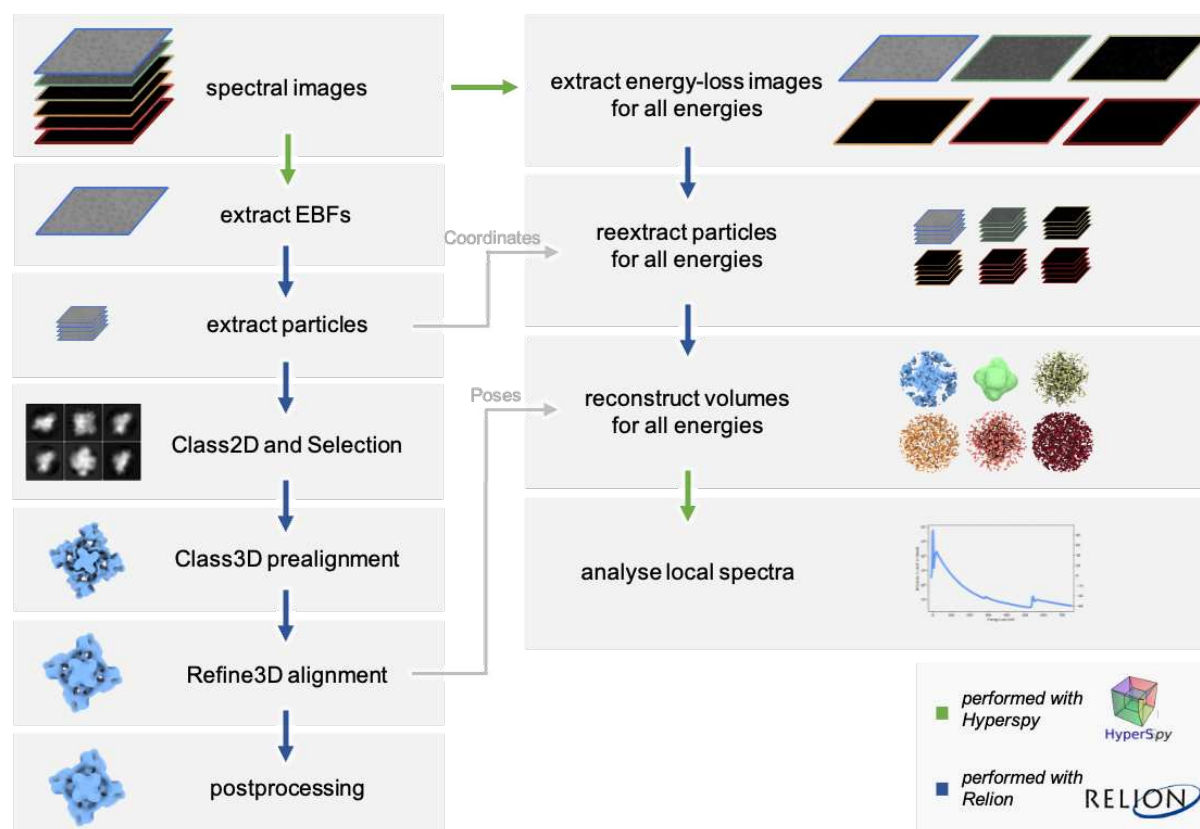 spectral images
extract EBFs
extract particles
Class2D and Selection
Class3D prealignment
Refine3D alignment
postprocessing
Coordinates
Poses
extract energy-loss images
for all energies
reextract particles
for all energies
reconstruct volumes
for all energies
analyse local spectra
performed with
Hyperspy
HyperSpy
performed with
Relion
RELION